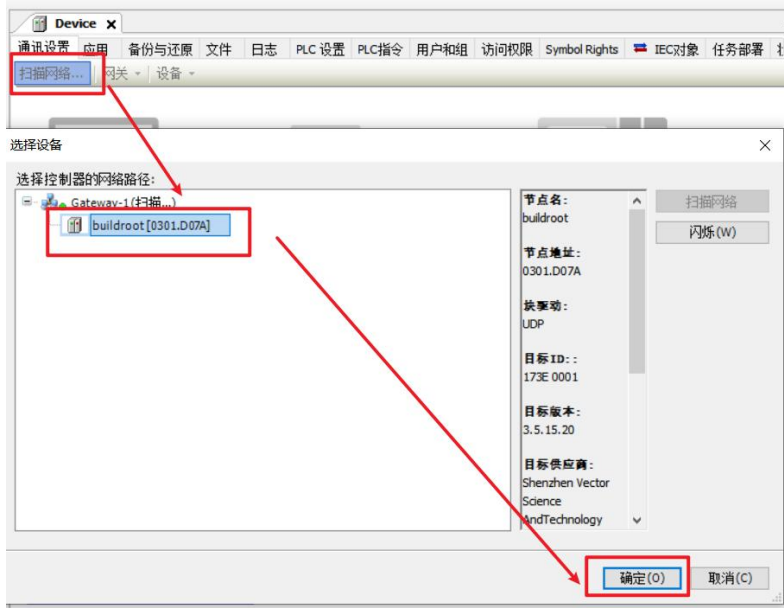 Device
通讯设置 应用 备份与还原 文件 日志 PLC 设置 PLC指令 用户和组 访问权限 Symbol Rights IEC对象 任务部署
扫描网络... 网关 设备
选择设备
选择控制器的网络路径:
Gateway-1(扫描...)
buildroot [0301.D07A]
节点名:
buildroot
节点地址:
0301.D07A
块驱动:
UDP
目标ID::
173E 0001
目标版本:
3.5.15.20
目标供应商:
Shenzhen Vector
Science
AndTechnology
扫描网络
闪烁(W)
确定(O) 取消(C)